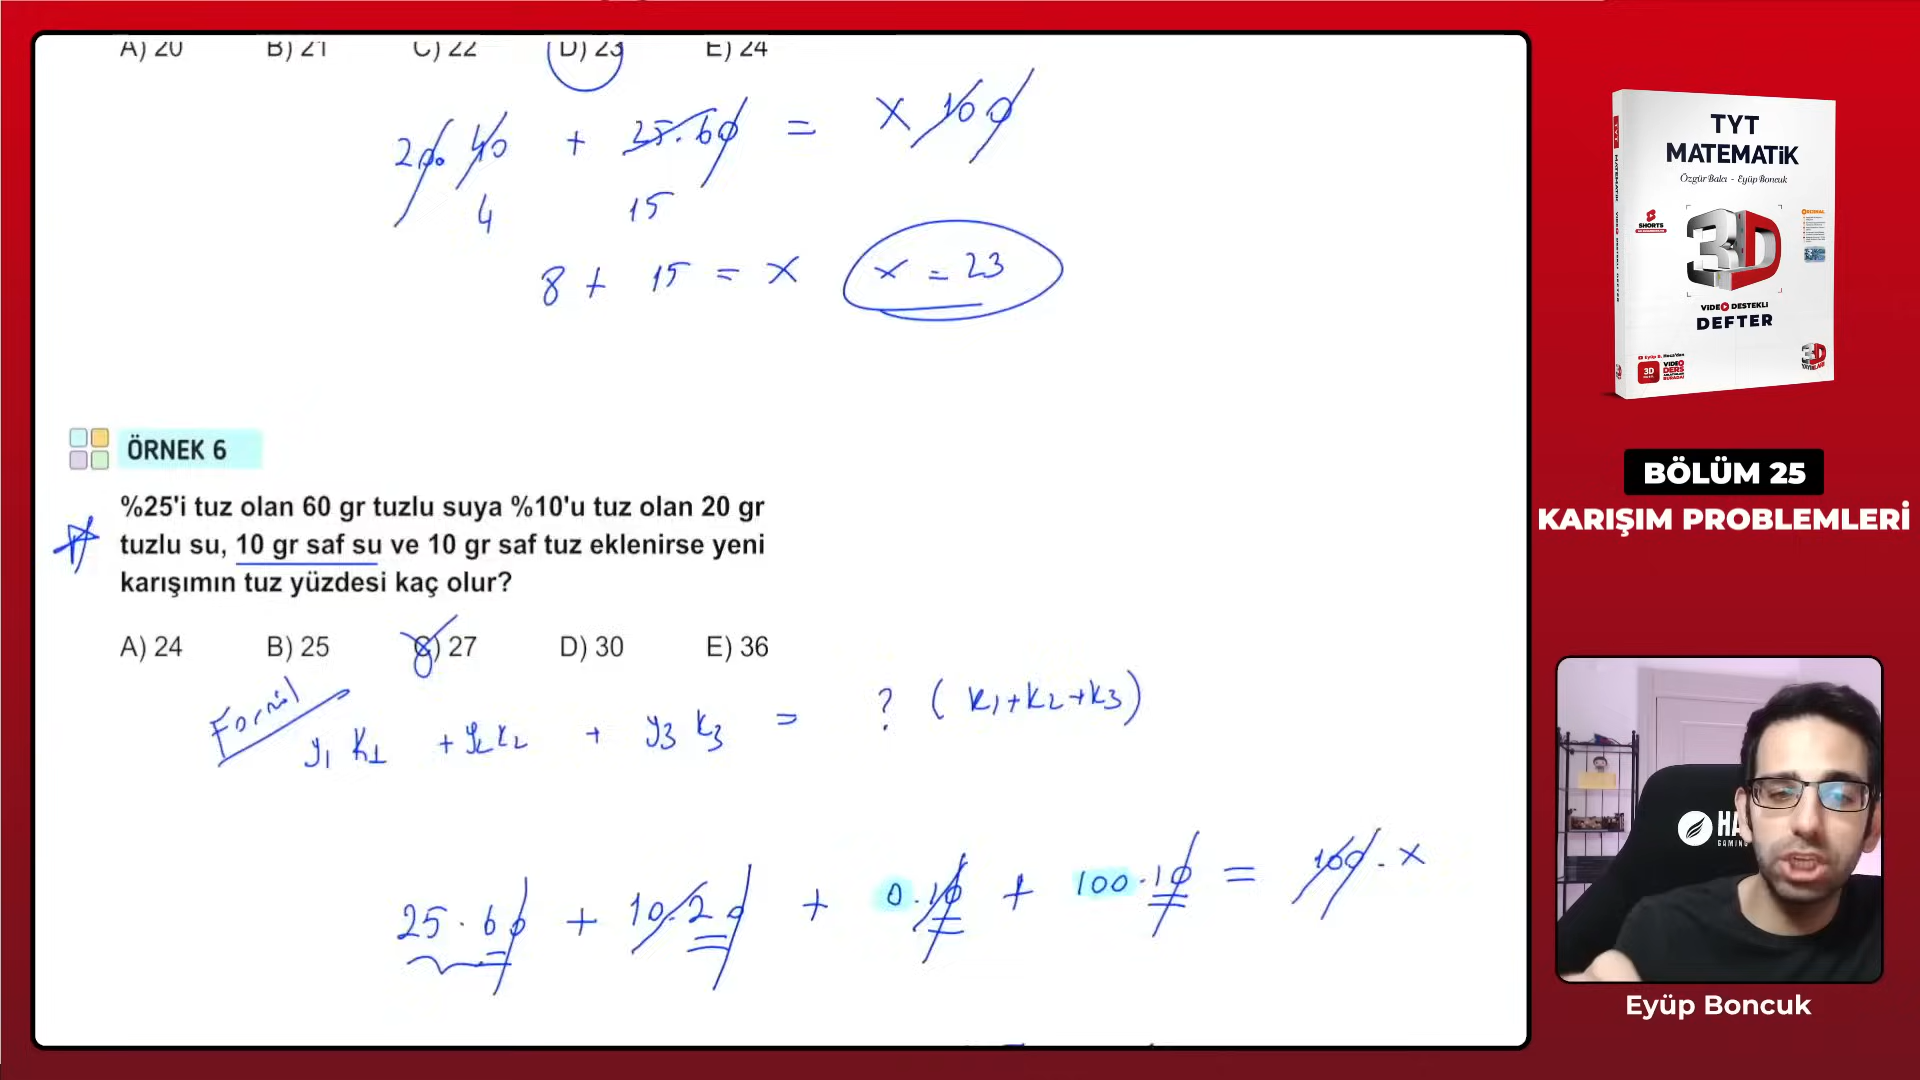 A) 20 B) 21 C) 22 D) 23 E) 24
20. 40 + 25.60 = x 100
4 15
8 + 15 = x x = 23
ÖRNEK 6
%25'i tuz olan 60 gr tuzlu suya %10'u tuz olan 20 gr
tuzlu su, 10 gr saf su ve 10 gr saf tuz eklenirse yeni
karışımın tuz yüzdesi kaç olur?
A) 24 B) 25 C) 27 D) 30 E) 36
Formül
y1 K1 + y2 K2 + y3 K3 = ? (K1+K2+K3)
25.60 + 10.20 + 0.10 + 100.10 = 100.x
TYT
MATEMATİK
Özgür Balcı - Eyüp Boncuk
SHORTS
3D
VIDEO DESTEKLİ
DEFTER
BÖLÜM 25
KARIŞIM PROBLEMLERİ
GAMING
Eyüp Boncuk